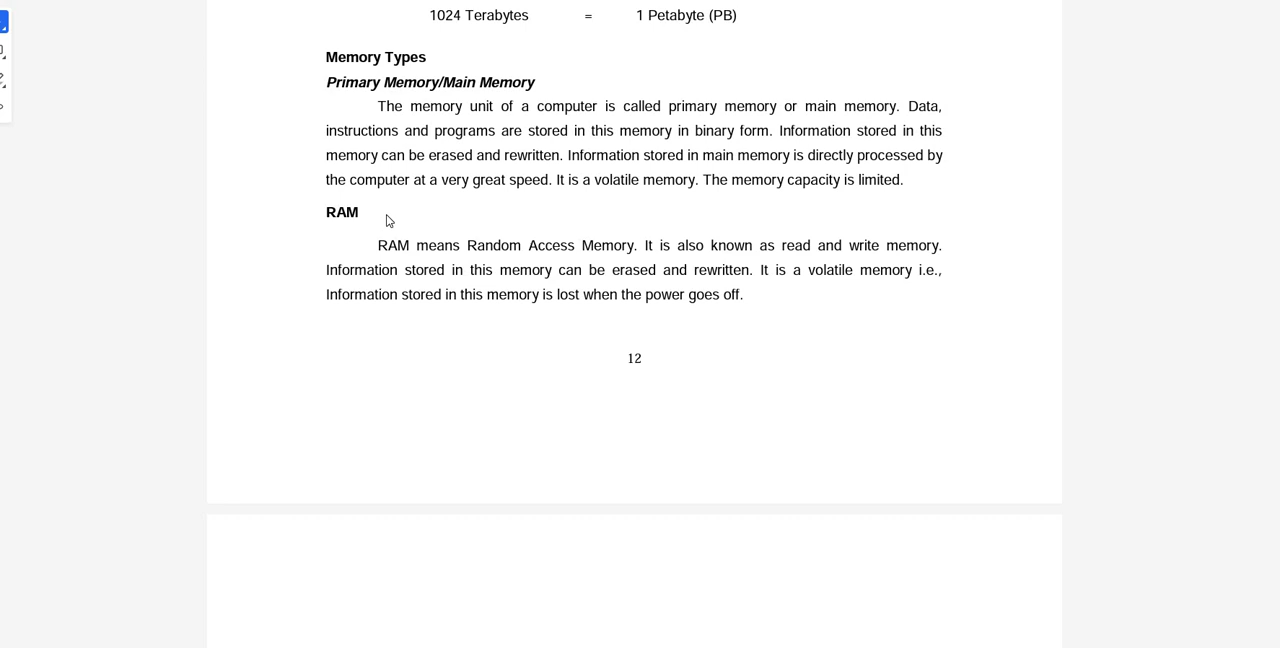 1024 Terabytes = 1 Petabyte (PB)
Memory Types
Primary Memory/Main Memory
The memory unit of a computer is called primary memory or main memory. Data,
instructions and programs are stored in this memory in binary form. Information stored in this
memory can be erased and rewritten. Information stored in main memory is directly processed by
the computer at a very great speed. It is a volatile memory. The memory capacity is limited.
RAM
RAM means Random Access Memory. It is also known as read and write memory.
Information stored in this memory can be erased and rewritten. It is a volatile memory i.e.,
Information stored in this memory is lost when the power goes off.
12